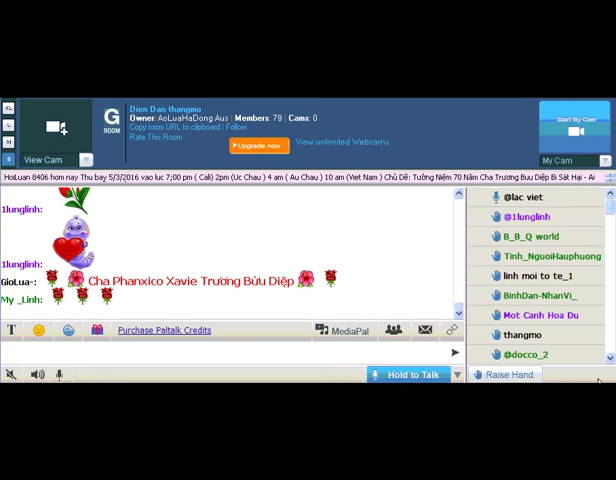 XL
L
M
S
View Cam
G
ROOM
Dien Dan thangmo
Owner: AoLuaHaDong Aus | Members: 79 | Cams: 0
Copy room URL to clipboard | Follow
Rate This Room
Upgrade now
View unlimited Webcams
Start My Cam
My Cam
HoiLuan 8406 hom nay Thu bay 5/3/2016 vao luc 7;00 pm ( Cali) 2pm (Uc Chau ) 4 am ( Au Chau ) 10 am (Viet Nam ) Chủ Đề: Tưởng Niệm 70 Năm Cha Trương Bửu Diệp Bi Sát Hại - Ai
1lunglinh:
1lunglinh:
GioLua-: Cha Phanxico Xavie Trương Bửu Diệp
My _Linh:
@lac viet
@1lunglinh
B_B_Q world
Tinh_NguoiHauphuong
linh moi to te_1
BinhDan-NhanVi_
Mot Canh Hoa Du
thangmo
@docco_2
T
Purchase Paltalk Credits
MediaPal
Hold to Talk
Raise Hand